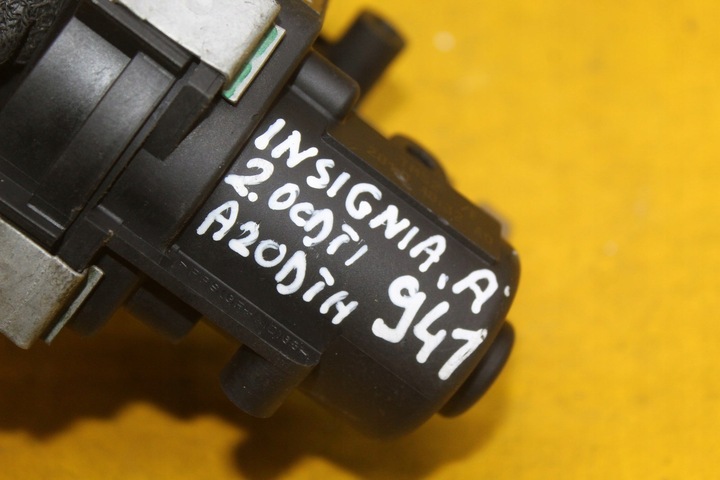 INSIGNIA.'A'
2.0CDTI
A20DTH
941